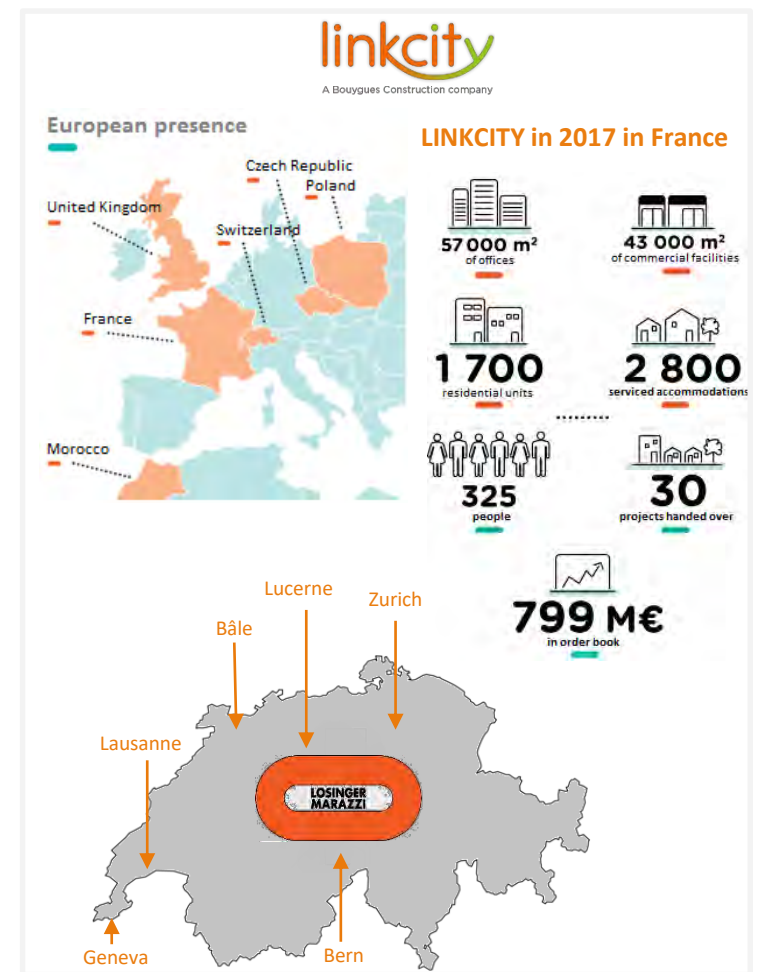 linkcity
A Bouygues Construction company
European presence
LINKCITY in 2017 in France
Czech Republic
Poland
United Kingdom
Switzerland
France
Morocco
57 000 m²
of offices
43 000 m²
of commercial facilities
1 700
residential units
2 800
serviced accommodations
325
people
30
projects handed over
799 M€
in order book
Lucerne
Zurich
Bâle
Lausanne
LOSINGER
MARAZZI
Geneva
Bern